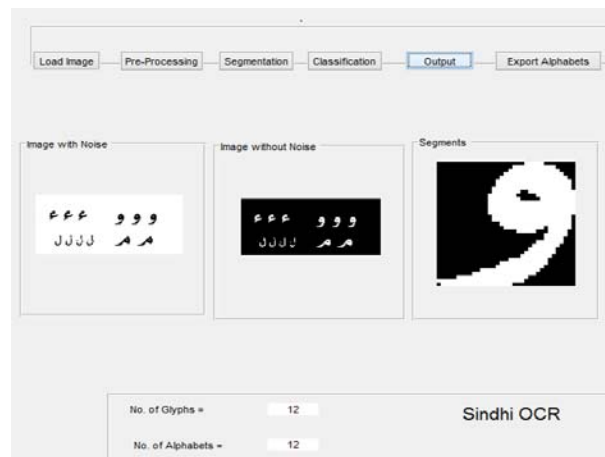 Load Image Pre-Processing Segmentation Classification Output Export Alphabets
Image with Noise
ء ء ء و و و
ل ل ل ل م م
Image without Noise
ء ء ء و و و
ل ل ل ل م م
Segments
و
No. of Glyphs = 12
No. of Alphabets = 12
Sindhi OCR